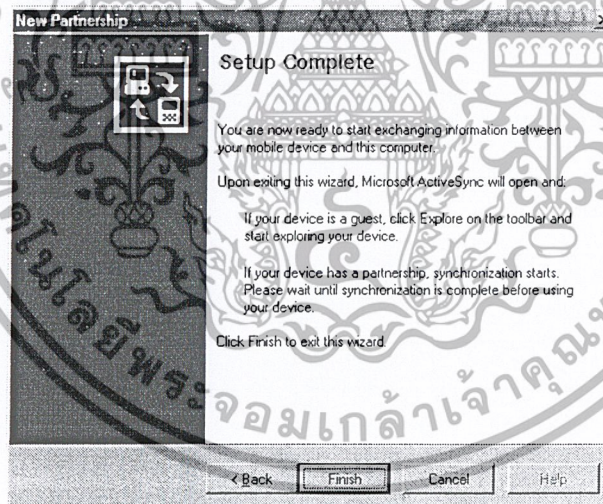 New Partnership
Setup Complete
You are now ready to start exchanging information between
your mobile device and this computer.
Upon exiting this wizard, Microsoft ActiveSync will open and:
If your device is a guest, click Explore on the toolbar and
start exploring your device.
If your device has a partnership, synchronization starts.
Please wait until synchronization is complete before using
your device.
Click Finish to exit this wizard.
< Back
Finish
Cancel
Help
พระจอมเกล้าเจ้าคุณ